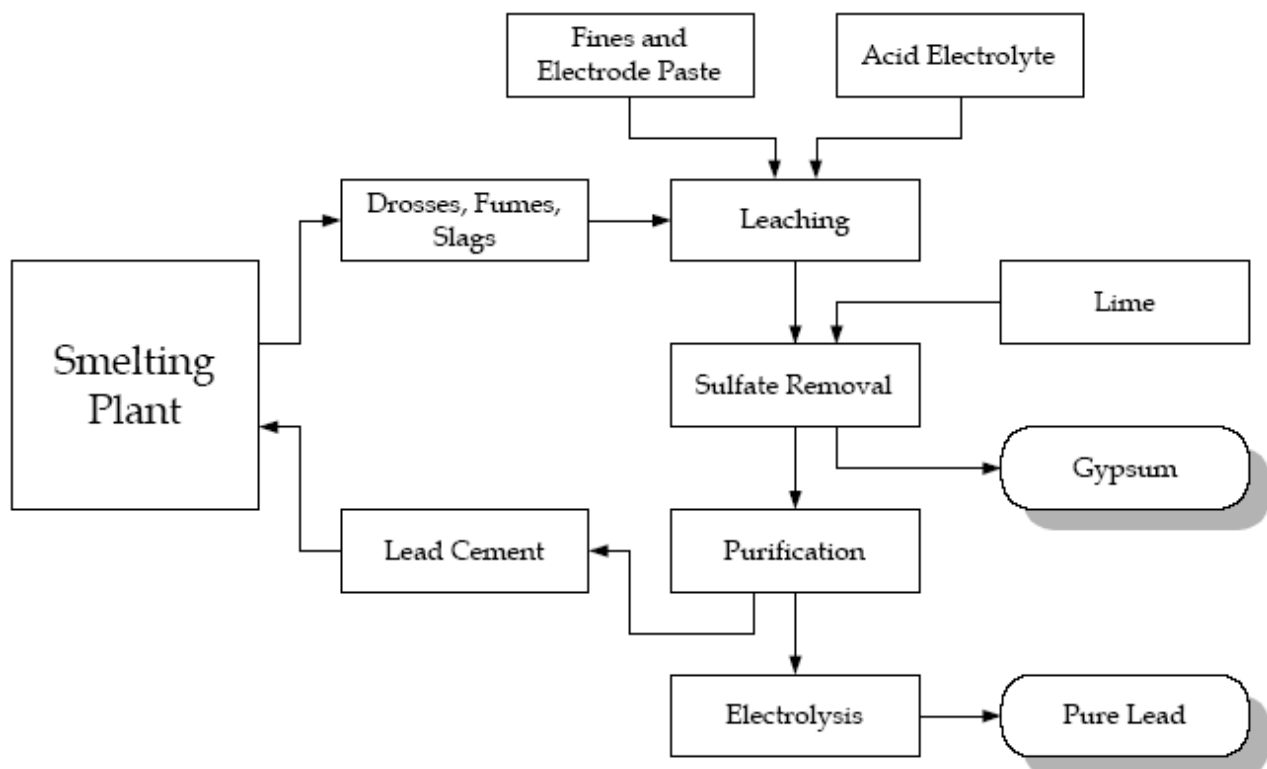 Fines and
Electrode Paste
Acid Electrolyte
Drosses, Fumes,
Slags
Leaching
Smelting
Plant
Lime
Sulfate Removal
Gypsum
Lead Cement
Purification
Electrolysis
Pure Lead